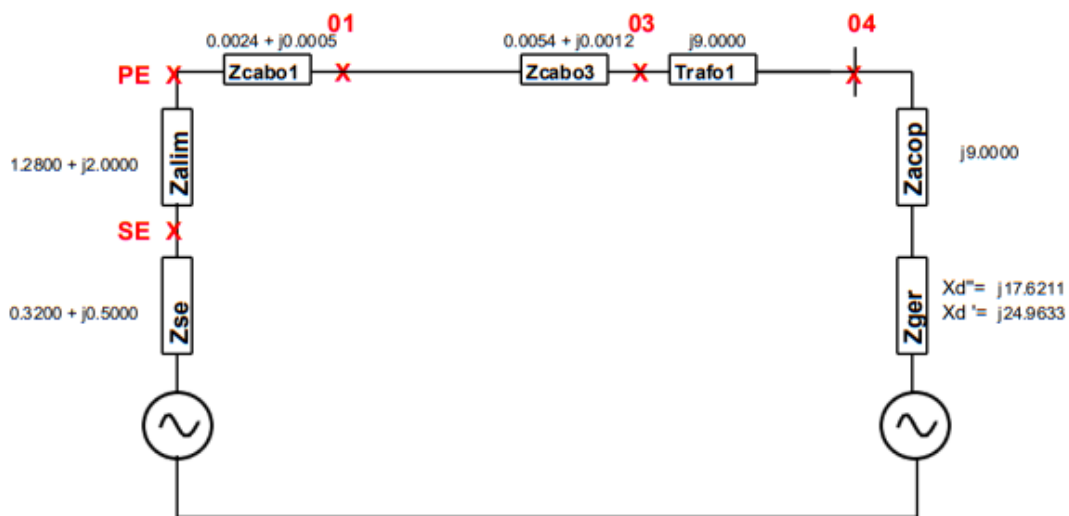 01
03
04
0.0024 + j0.0005
0.0054 + j0.0012
j9.0000
PE X
Zcabo1
X
Zcabo3
X
Trafo1
X
1.2800 + j2.0000
Zalim
Zacop
j9.0000
SE X
0.3200 + j0.5000
Zse
Zger
Xd"= j17.6211
Xd '= j24.9633